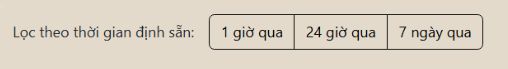 Lọc theo thời gian định sẵn: 1 giờ qua 24 giờ qua 7 ngày qua